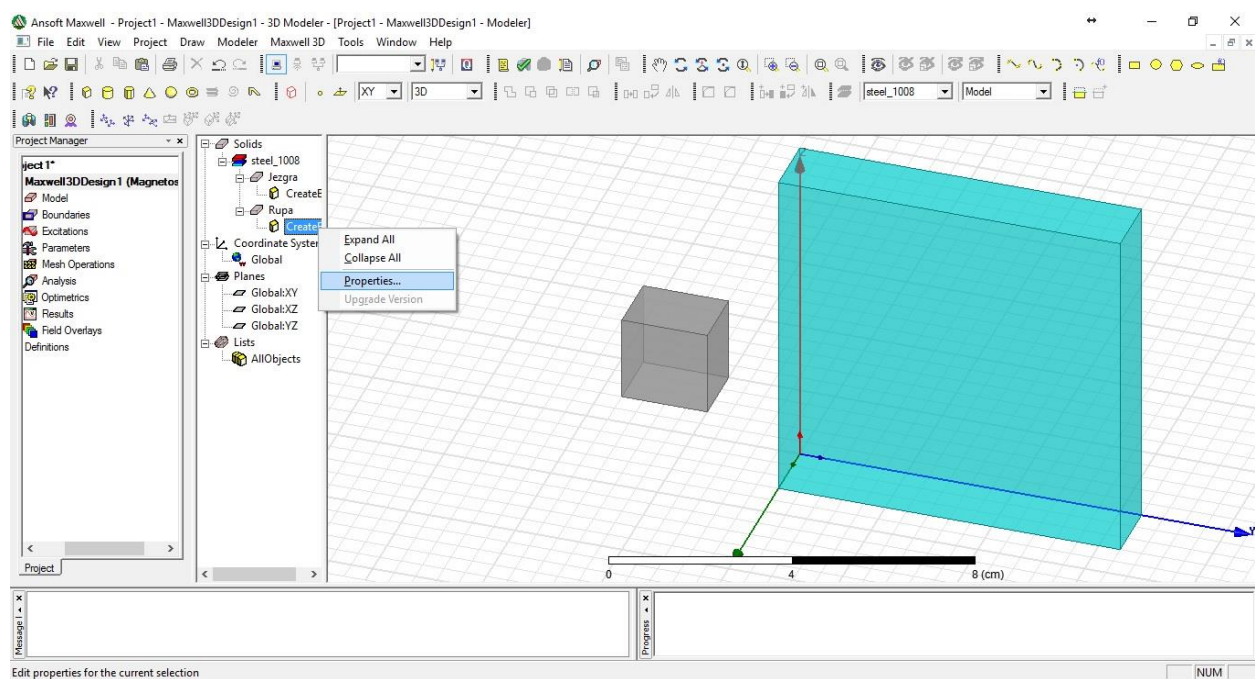 Ansoft Maxwell - Project1 - Maxwell3DDesign1 - 3D Modeler - [Project1 - Maxwell3DDesign1 - Modeler]
File Edit View Project Draw Modeler Maxwell 3D Tools Window Help
XY 3D steel_1008 Model
Project Manager
ject1*
Maxwell3DDesign1 (Magnetos
Model
Boundaries
Excitations
Parameters
Mesh Operations
Analysis
Optimetrics
Results
Field Overlays
Definitions
Project
Solids
steel_1008
Jezgra
CreateB
Rupa
CreateB
Coordinate System
Global
Planes
Global:XY
Global:XZ
Global:YZ
Lists
AllObjects
Expand All
Collapse All
Properties...
Upgrade Version
Z
Y
0 4 8 (cm)
Message
Progress
Edit properties for the current selection
NUM